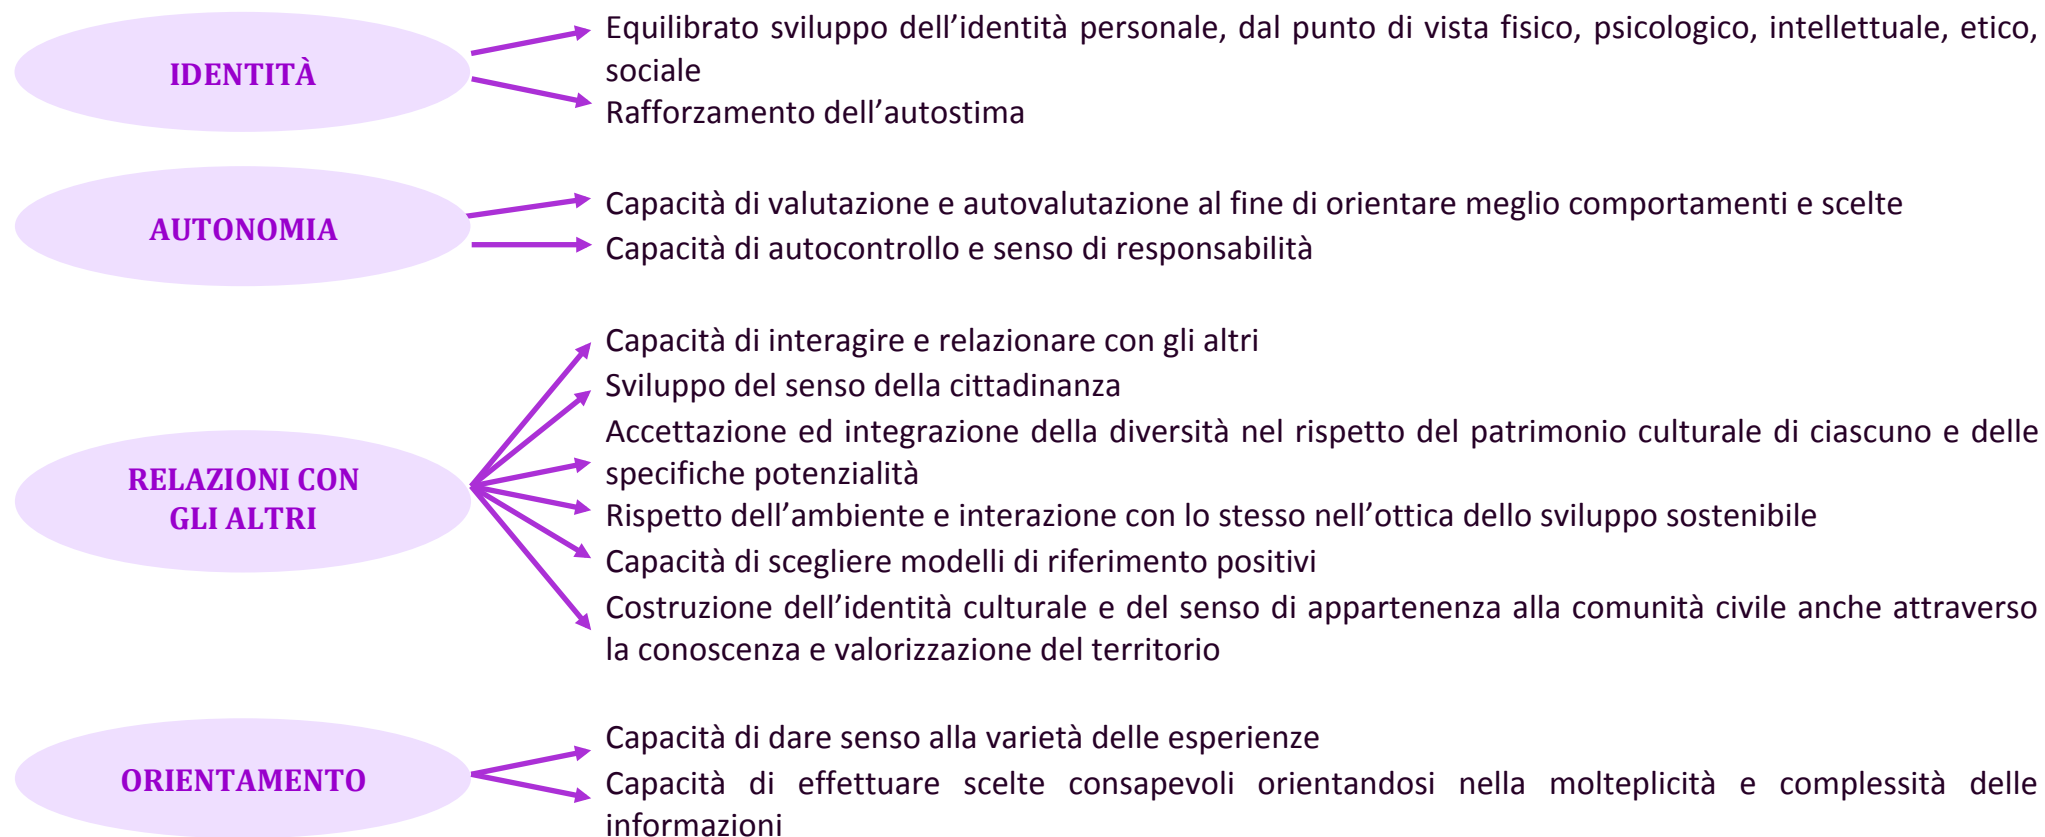 IDENTITÀ
Equilibrato sviluppo dell’identità personale, dal punto di vista fisico, psicologico, intellettuale, etico,
sociale
Rafforzamento dell’autostima
AUTONOMIA
Capacità di valutazione e autovalutazione al fine di orientare meglio comportamenti e scelte
Capacità di autocontrollo e senso di responsabilità
RELAZIONI CON
GLI ALTRI
Capacità di interagire e relazionare con gli altri
Sviluppo del senso della cittadinanza
Accettazione ed integrazione della diversità nel rispetto del patrimonio culturale di ciascuno e delle
specifiche potenzialità
Rispetto dell’ambiente e interazione con lo stesso nell’ottica dello sviluppo sostenibile
Capacità di scegliere modelli di riferimento positivi
Costruzione dell’identità culturale e del senso di appartenenza alla comunità civile anche attraverso
la conoscenza e valorizzazione del territorio
ORIENTAMENTO
Capacità di dare senso alla varietà delle esperienze
Capacità di effettuare scelte consapevoli orientandosi nella molteplicità e complessità delle
informazioni